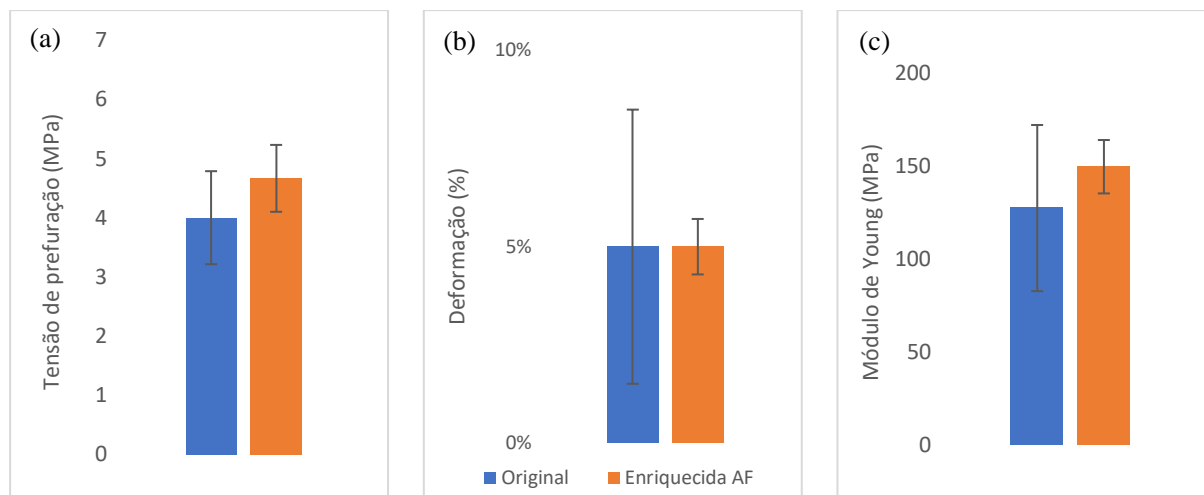 (a)
Tensão de prefuração (MPa)
7
6
5
4
3
2
1
0
(b)
Deformação (%)
10%
5%
0%
Original
Enriquecida AF
(c)
Módulo de Young (MPa)
200
150
100
50
0